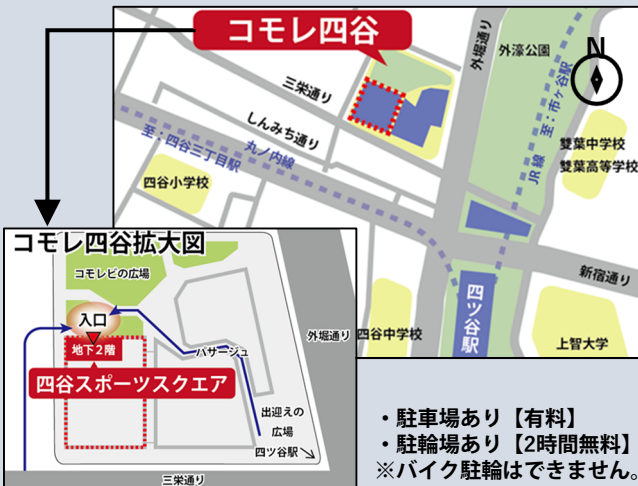 コモレ四谷
外堀通り
外濠公園
N
三栄通り
至：市ヶ谷駅
JR線
しんみち通り
丸ノ内線
至：四谷三丁目駅
雙葉中学校
雙葉高等学校
四谷小学校
新宿通り
四ツ谷駅
四谷中学校
上智大学
コモレ四谷拡大図
コモレビの広場
入口
地下２階
外堀通り
パサージュ
四谷スポーツスクエア
出迎えの
広場
四ツ谷駅
三栄通り
・駐車場あり【有料】
・駐輪場あり【2時間無料】
※バイク駐輪はできません。